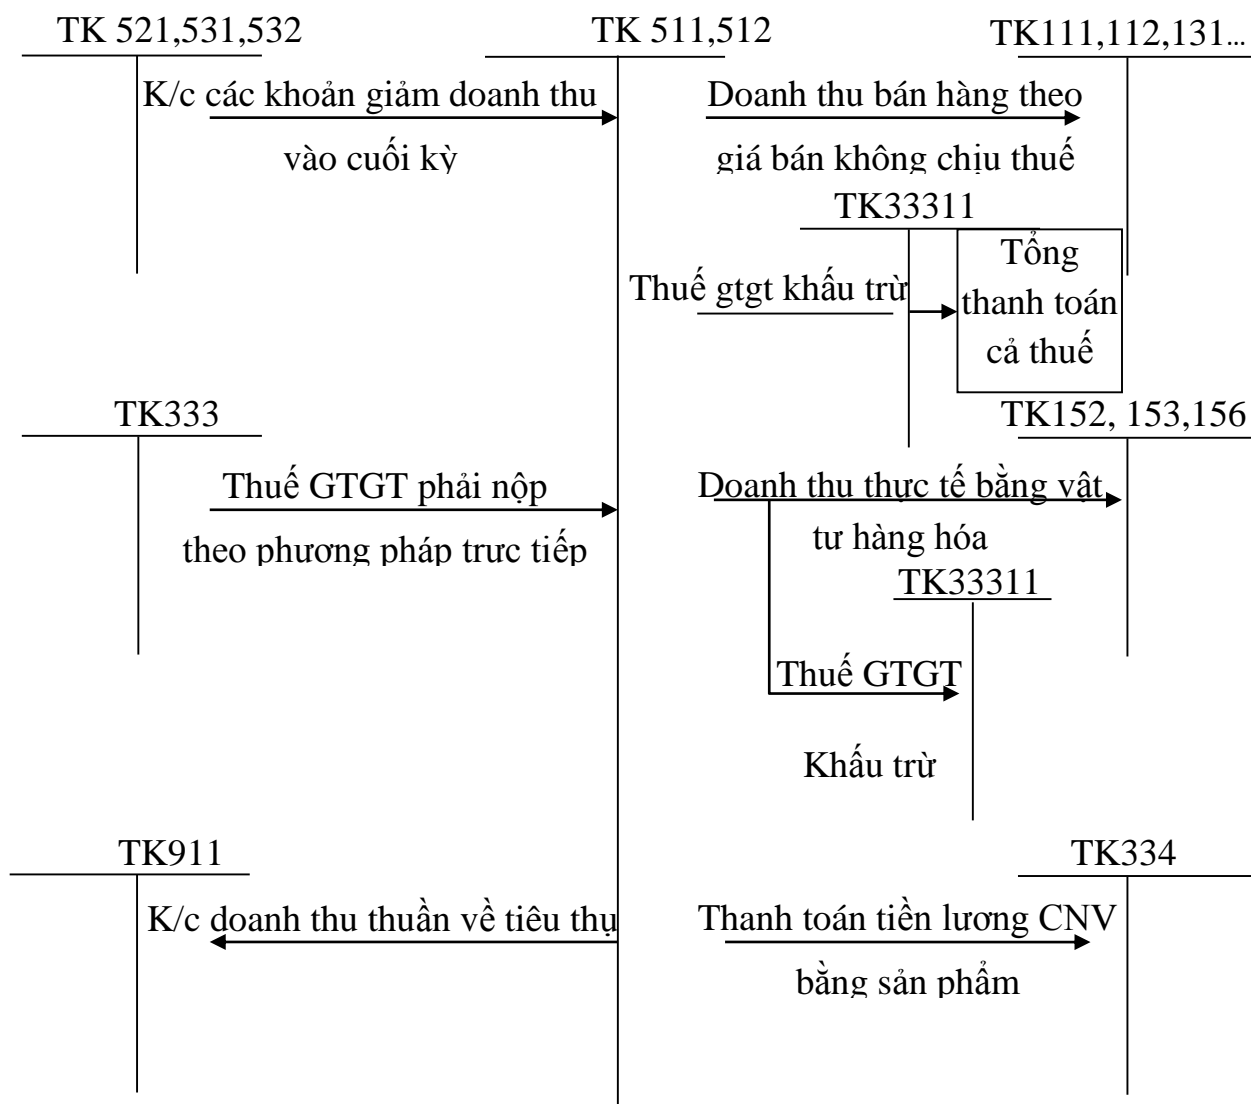 TK 521,531,532
TK 511,512
TK111,112,131...
K/c các khoản giảm doanh thu
vào cuối kỳ
Doanh thu bán hàng theo
giá bán không chịu thuế
TK33311
Thuế gtgt khấu trừ
Tổng
thanh toán
cả thuế
TK333
TK152, 153,156
Thuế GTGT phải nộp
theo phương pháp trực tiếp
Doanh thu thực tế bằng vật
tư hàng hóa
TK33311
Thuế GTGT
Khấu trừ
TK911
TK334
K/c doanh thu thuần về tiêu thụ
Thanh toán tiền lương CNV
bằng sản phẩm